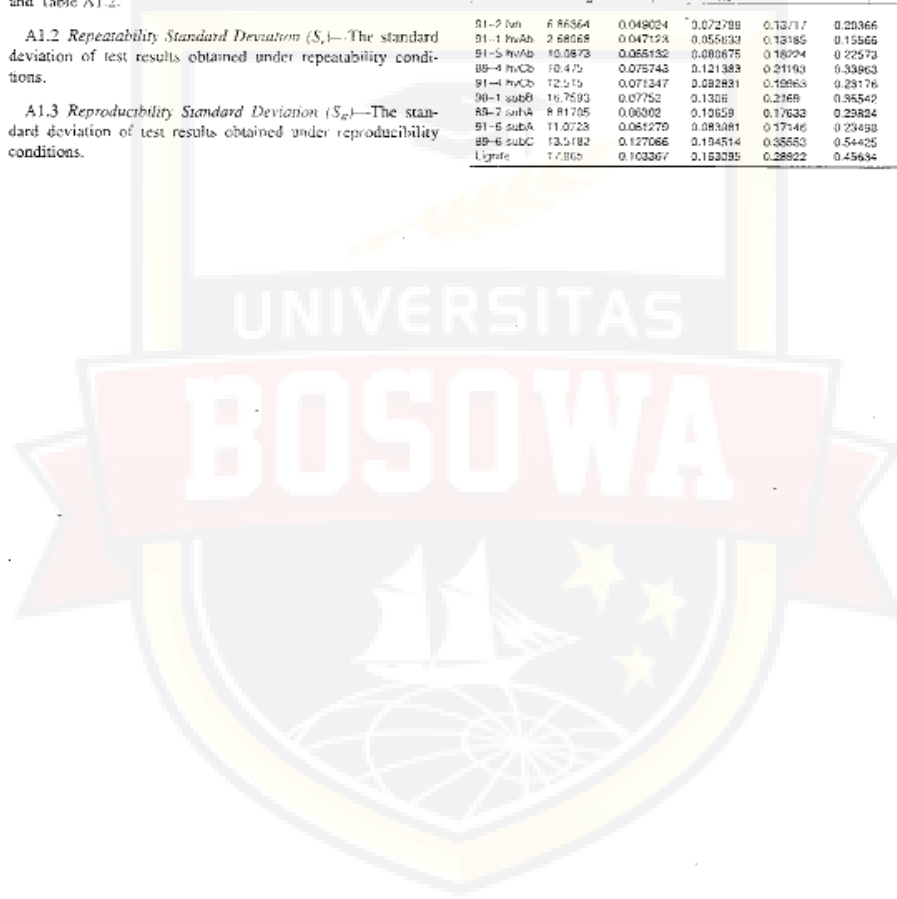 and Table A1.2.
A1.2 Repeatability Standard Deviation (Sr)—The standard
deviation of test results obtained under repeatability condi-
tions.
A1.3 Reproducibility Standard Deviation (SR)—The stan-
dard deviation of test results obtained under reproducibility
conditions.
91–2 lvn 6.86364 0.049024 0.072799 0.13717 0.20366
91–1 hvAb 2.68068 0.047123 0.055633 0.13185 0.15566
91–5 hvAb 10.0873 0.065132 0.080675 0.18224 0.22573
89–4 hvCb 10.475 0.075743 0.121383 0.21193 0.33963
91–4 hvCb 12.515 0.071347 0.082831 0.19963 0.23176
90–1 subB 16.7593 0.07752 0.1306 0.2169 0.36542
89–7 subA 8.81705 0.06302 0.10659 0.17633 0.29824
91–6 subA 11.0723 0.061279 0.083981 0.17146 0.23498
89–6 subC 13.5182 0.127066 0.194514 0.35553 0.54425
Lignite 17.865 0.103367 0.163095 0.28922 0.45634
UNIVERSITAS
BOSOWA